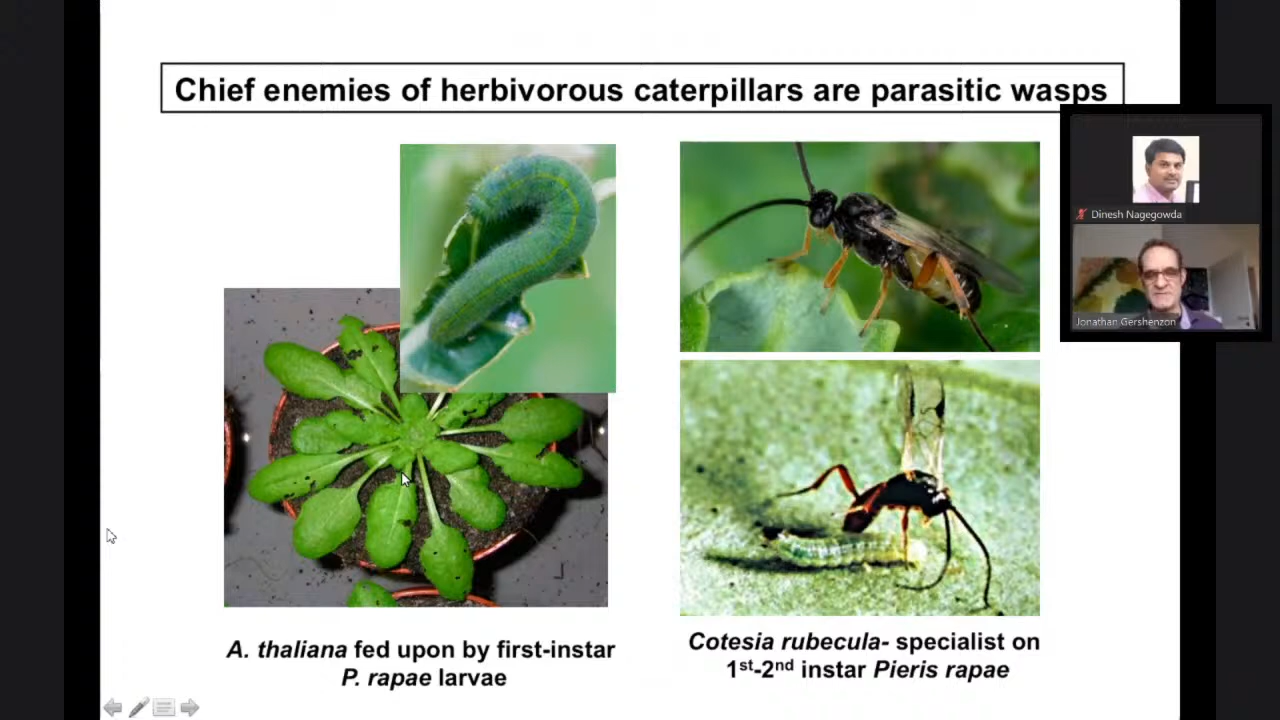 Chief enemies of herbivorous caterpillars are parasitic wasps
Dinesh Nagegowda
Jonathan Gershenzon
A. thaliana fed upon by first-instar
P. rapae larvae
Cotesia rubecula- specialist on
1st-2nd instar Pieris rapae